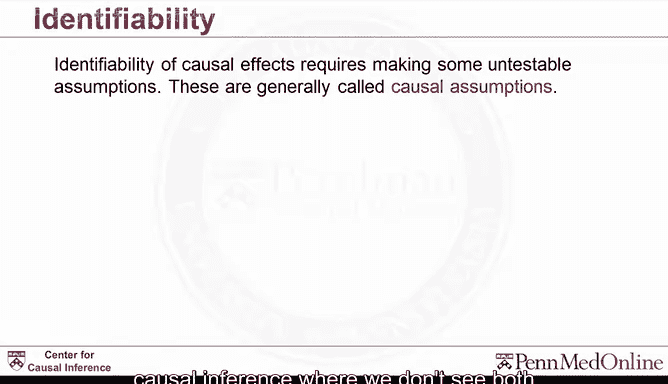 Identifiability
Identifiability of causal effects requires making some untestable
assumptions. These are generally called causal assumptions.
Center for
Causal Inference
PennMedOnline
causal inference where we don't see both